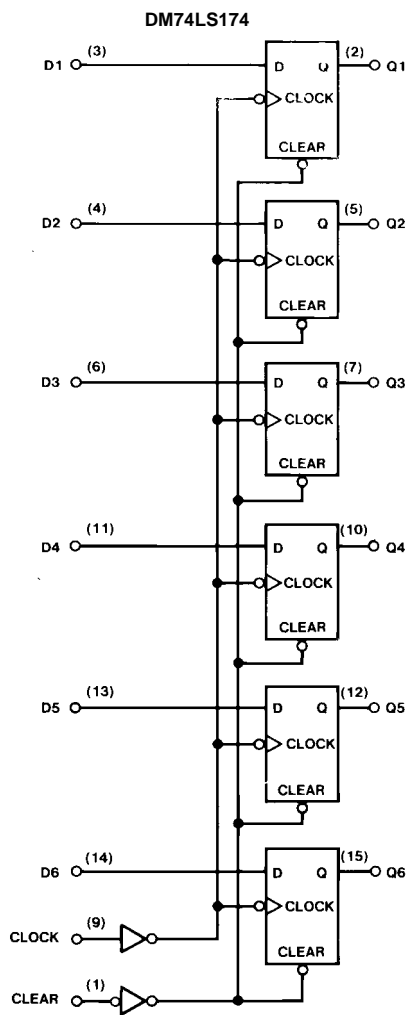 DM74LS174
D1 (3) D Q (2) Q1
CLOCK
CLEAR
D2 (4) D Q (5) Q2
CLOCK
CLEAR
D3 (6) D Q (7) Q3
CLOCK
CLEAR
D4 (11) D Q (10) Q4
CLOCK
CLEAR
D5 (13) D Q (12) Q5
CLOCK
CLEAR
D6 (14) D Q (15) Q6
CLOCK
CLOCK (9)
CLEAR
CLEAR (1)